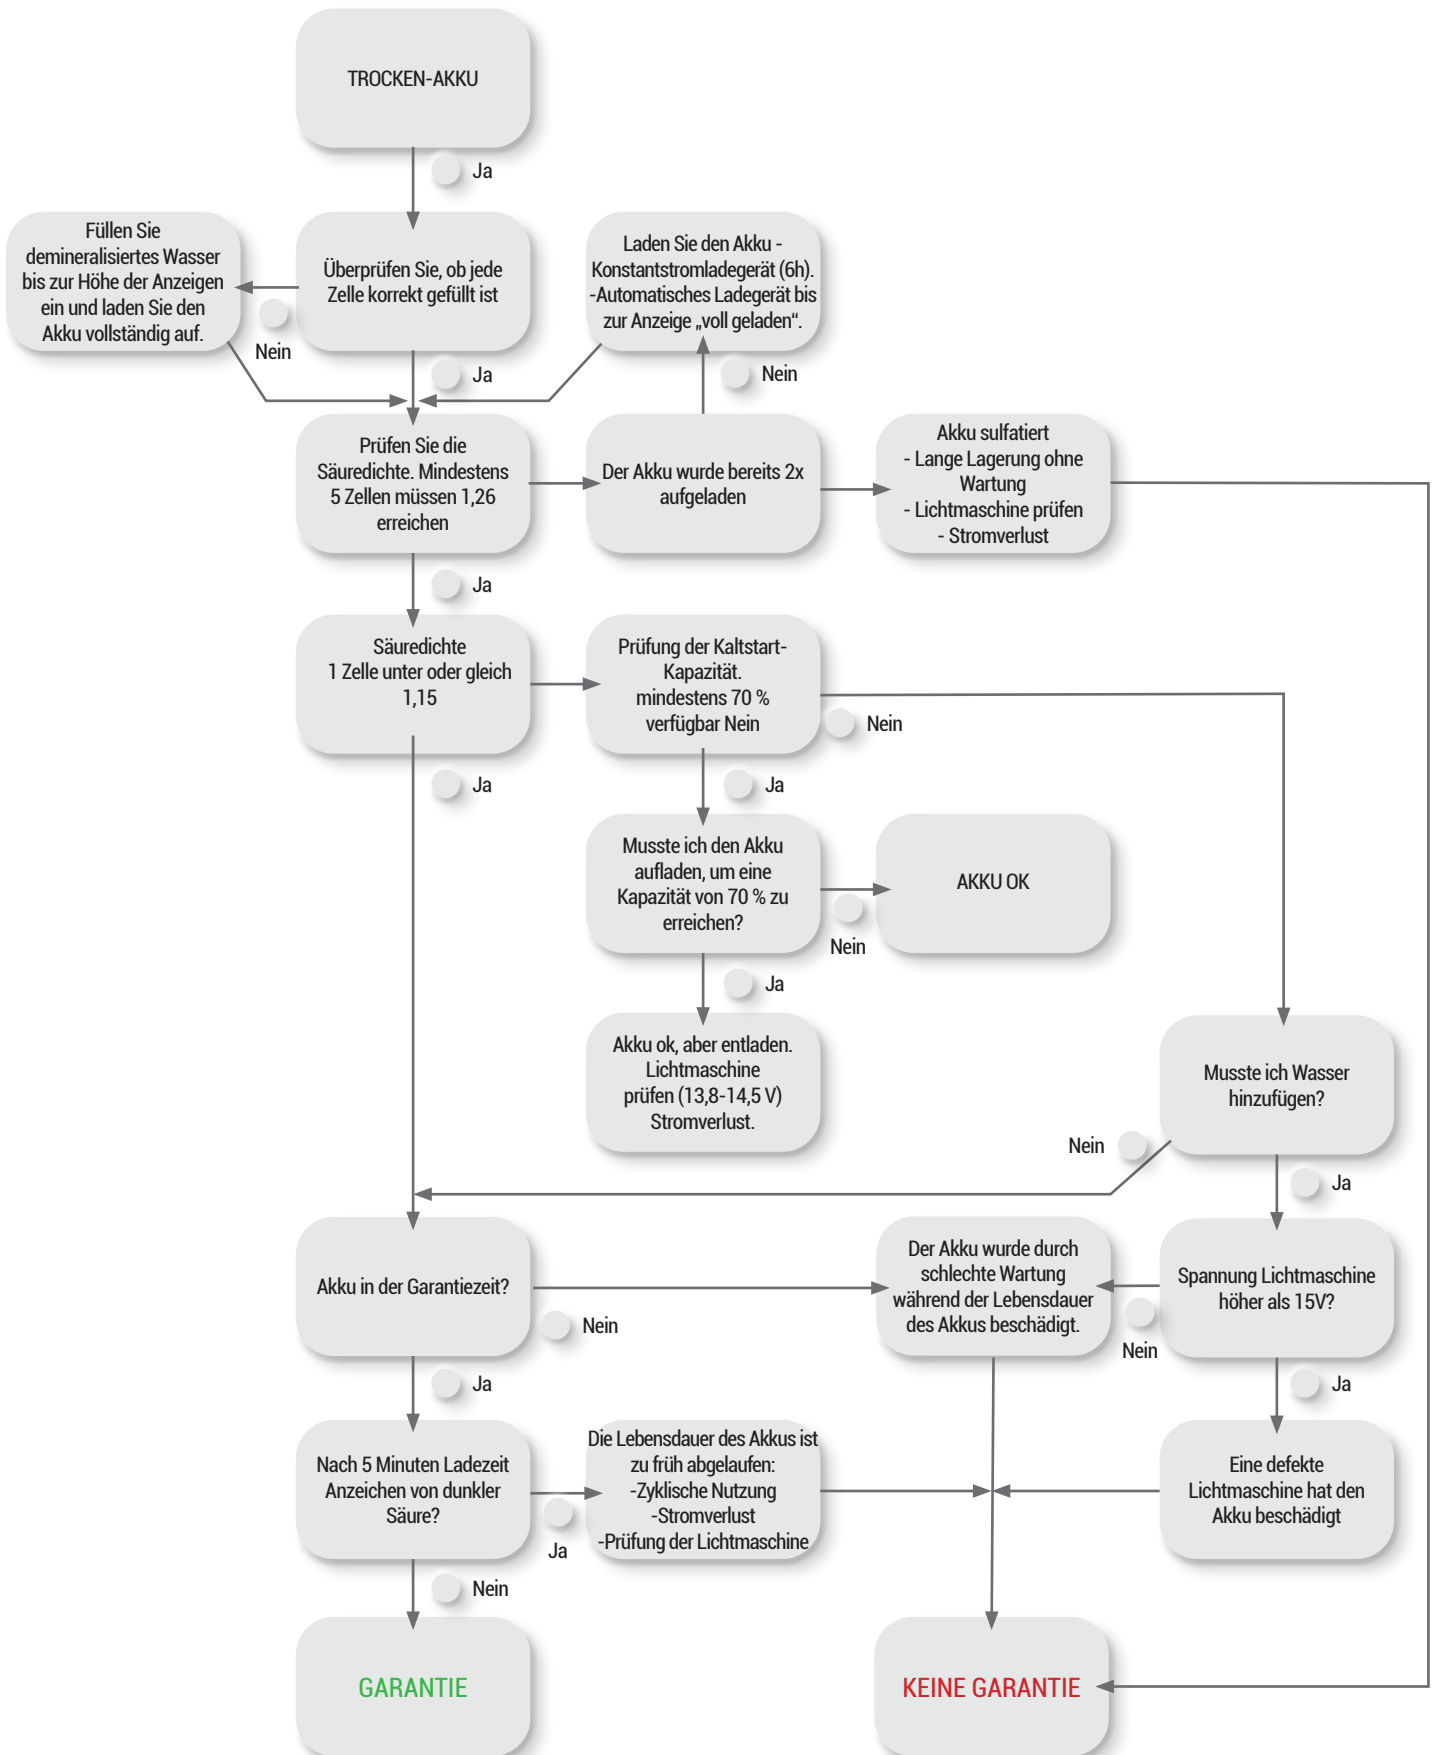 TROCKEN-AKKU
Ja
Füllen Sie
demineralisiertes Wasser
bis zur Höhe der Anzeigen
ein und laden Sie den
Akku vollständig auf.
Überprüfen Sie, ob jede
Zelle korrekt gefüllt ist
Laden Sie den Akku -
Konstantstromladegerät (6h).
-Automatisches Ladegerät bis
zur Anzeige „voll geladen“.
Nein
Ja
Nein
Prüfen Sie die
Säuredichte. Mindestens
5 Zellen müssen 1,26
erreichen
Der Akku wurde bereits 2x
aufgeladen
Akku sulfatiert
- Lange Lagerung ohne
Wartung
- Lichtmaschine prüfen
- Stromverlust
Ja
Säuredichte
1 Zelle unter oder gleich
1,15
Prüfung der Kaltstart-
Kapazität.
mindestens 70 %
verfügbar Nein
Nein
Ja
Ja
Musste ich den Akku
aufladen, um eine
Kapazität von 70 % zu
erreichen?
AKKU OK
Nein
Ja
Akku ok, aber entladen.
Lichtmaschine
prüfen (13,8-14,5 V)
Stromverlust.
Musste ich Wasser
hinzufügen?
Nein
Ja
Akku in der Garantiezeit?
Der Akku wurde durch
schlechte Wartung
während der Lebensdauer
des Akkus beschädigt.
Spannung Lichtmaschine
höher als 15V?
Nein
Nein
Ja
Ja
Nach 5 Minuten Ladezeit
Anzeichen von dunkler
Säure?
Die Lebensdauer des Akkus ist
zu früh abgelaufen:
-Zyklische Nutzung
-Stromverlust
-Prüfung der Lichtmaschine
Eine defekte
Lichtmaschine hat den
Akku beschädigt
Ja
Nein
GARANTIE
KEINE GARANTIE